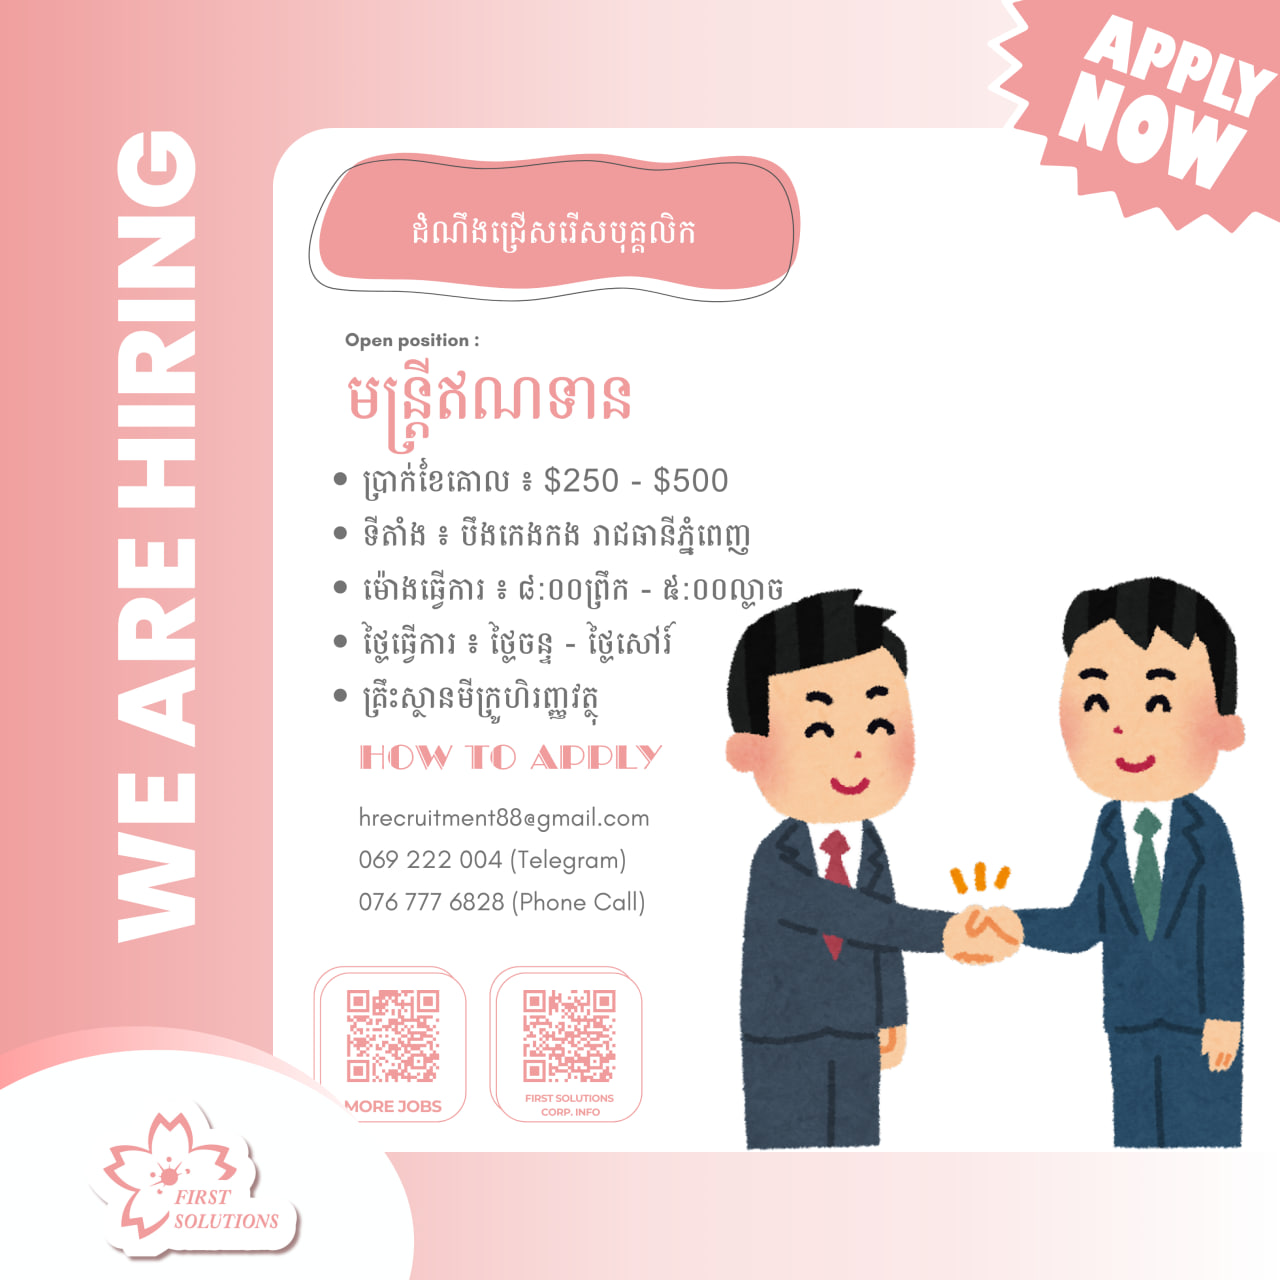 APPLY
NOW
WE ARE HIRING
ដំណឹងជ្រើសរើសបុគ្គលិក
Open position :
មន្ត្រីឥណទាន
• ប្រាក់ខែគោល ៖ $250 - $500
• ទីតាំង ៖ បឹងកេងកង រាជធានីភ្នំពេញ
• ម៉ោងធ្វើការ ៖ ៨:០០ព្រឹក - ៥:០០ល្ងាច
• ថ្ងៃធ្វើការ ៖ ថ្ងៃចន្ទ - ថ្ងៃសៅរ៍
• គ្រឹះស្ថានមីក្រូហិរញ្ញវត្ថុ
HOW TO APPLY
hrecruitment88@gmail.com
069 222 004 (Telegram)
076 777 6828 (Phone Call)
MORE JOBS
FIRST SOLUTIONS
CORP. INFO
FIRST
SOLUTIONS